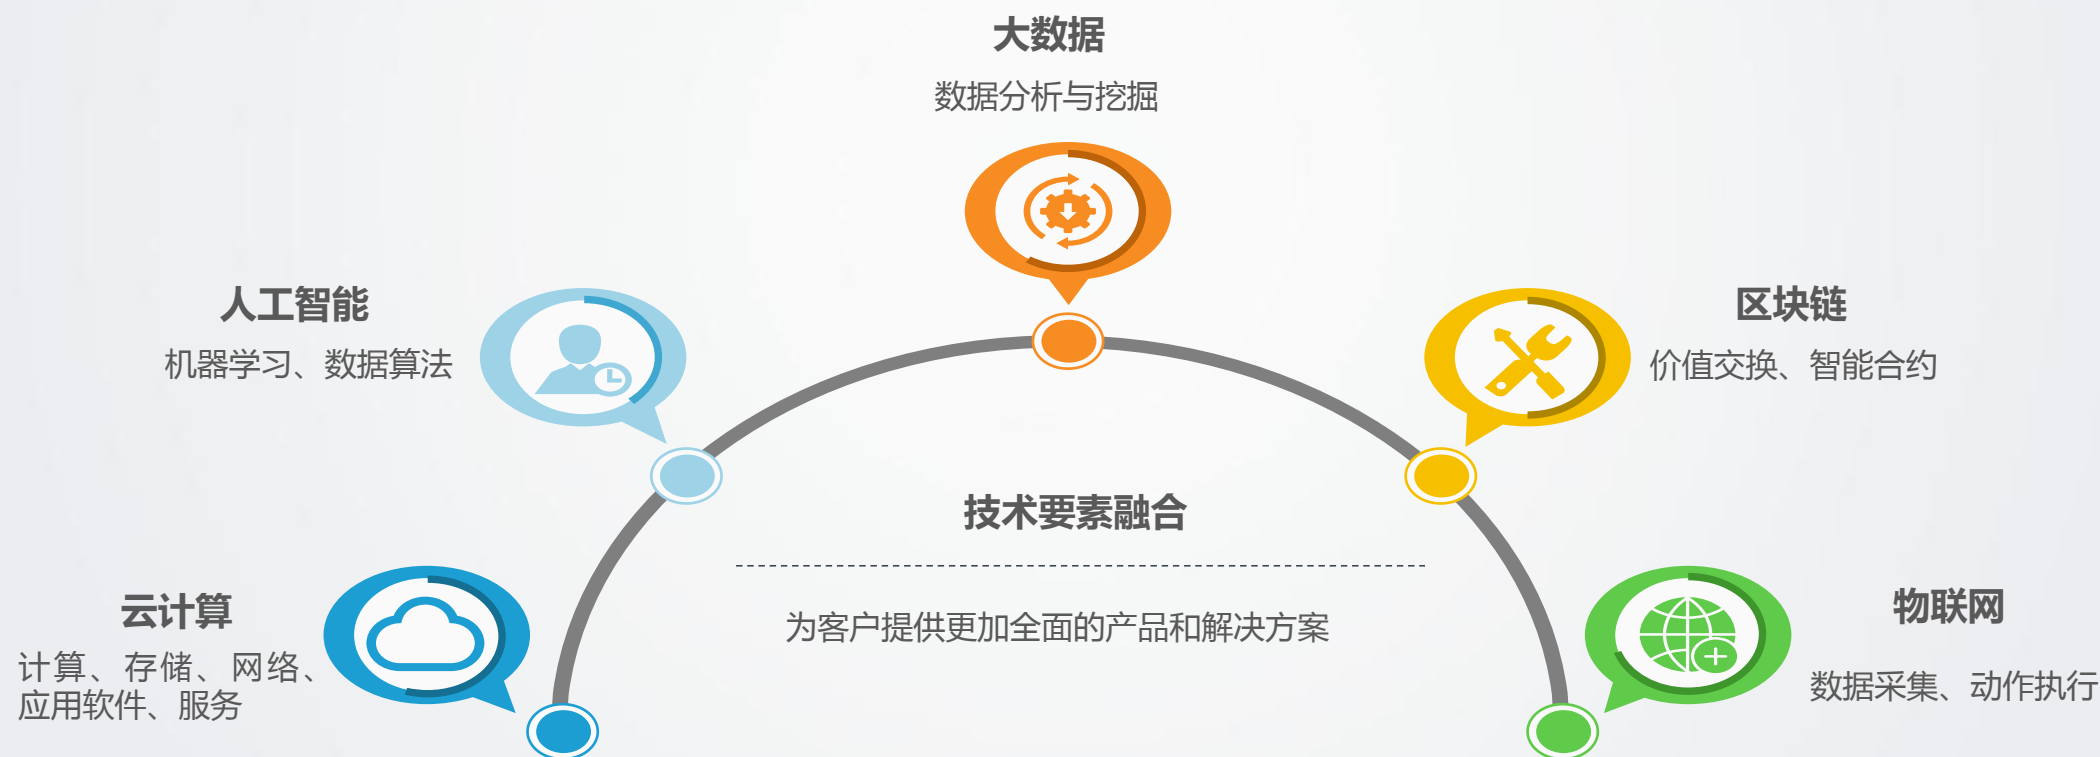 大数据
数据分析与挖掘
人工智能
机器学习、数据算法
区块链
价值交换、智能合约
技术要素融合
为客户提供更加全面的产品和解决方案
云计算
计算、存储、网络、
应用软件、服务
物联网
数据采集、动作执行